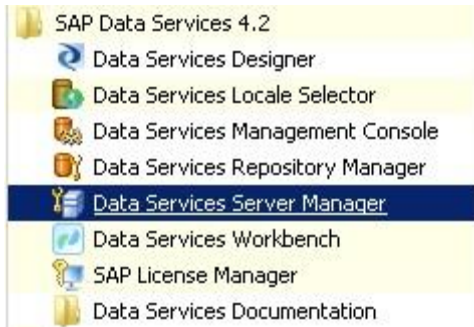 SAP Data Services 4.2
Data Services Designer
Data Services Locale Selector
Data Services Management Console
Data Services Repository Manager
Data Services Server Manager
Data Services Workbench
SAP License Manager
Data Services Documentation